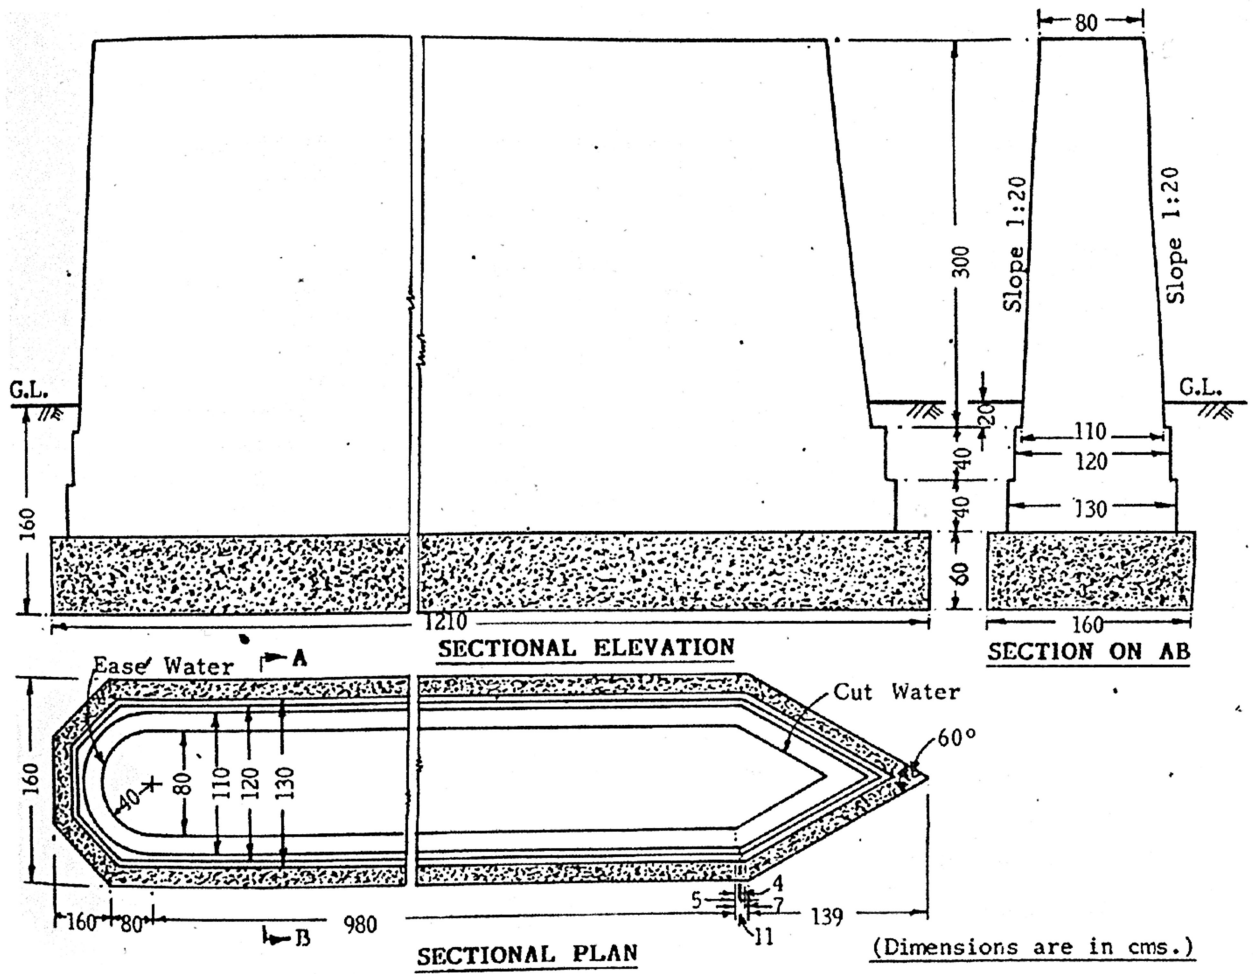 80
Slope 1:20
Slope 1:20
300
G.L.
G.L.
20
110
40
120
160
40
130
60
1210
160
SECTIONAL ELEVATION
SECTION ON AB
Ease Water
A
Cut Water
60°
160
40
80
110
120
130
4
5
7
160
80
980
139
11
B
SECTIONAL PLAN
(Dimensions are in cms.)